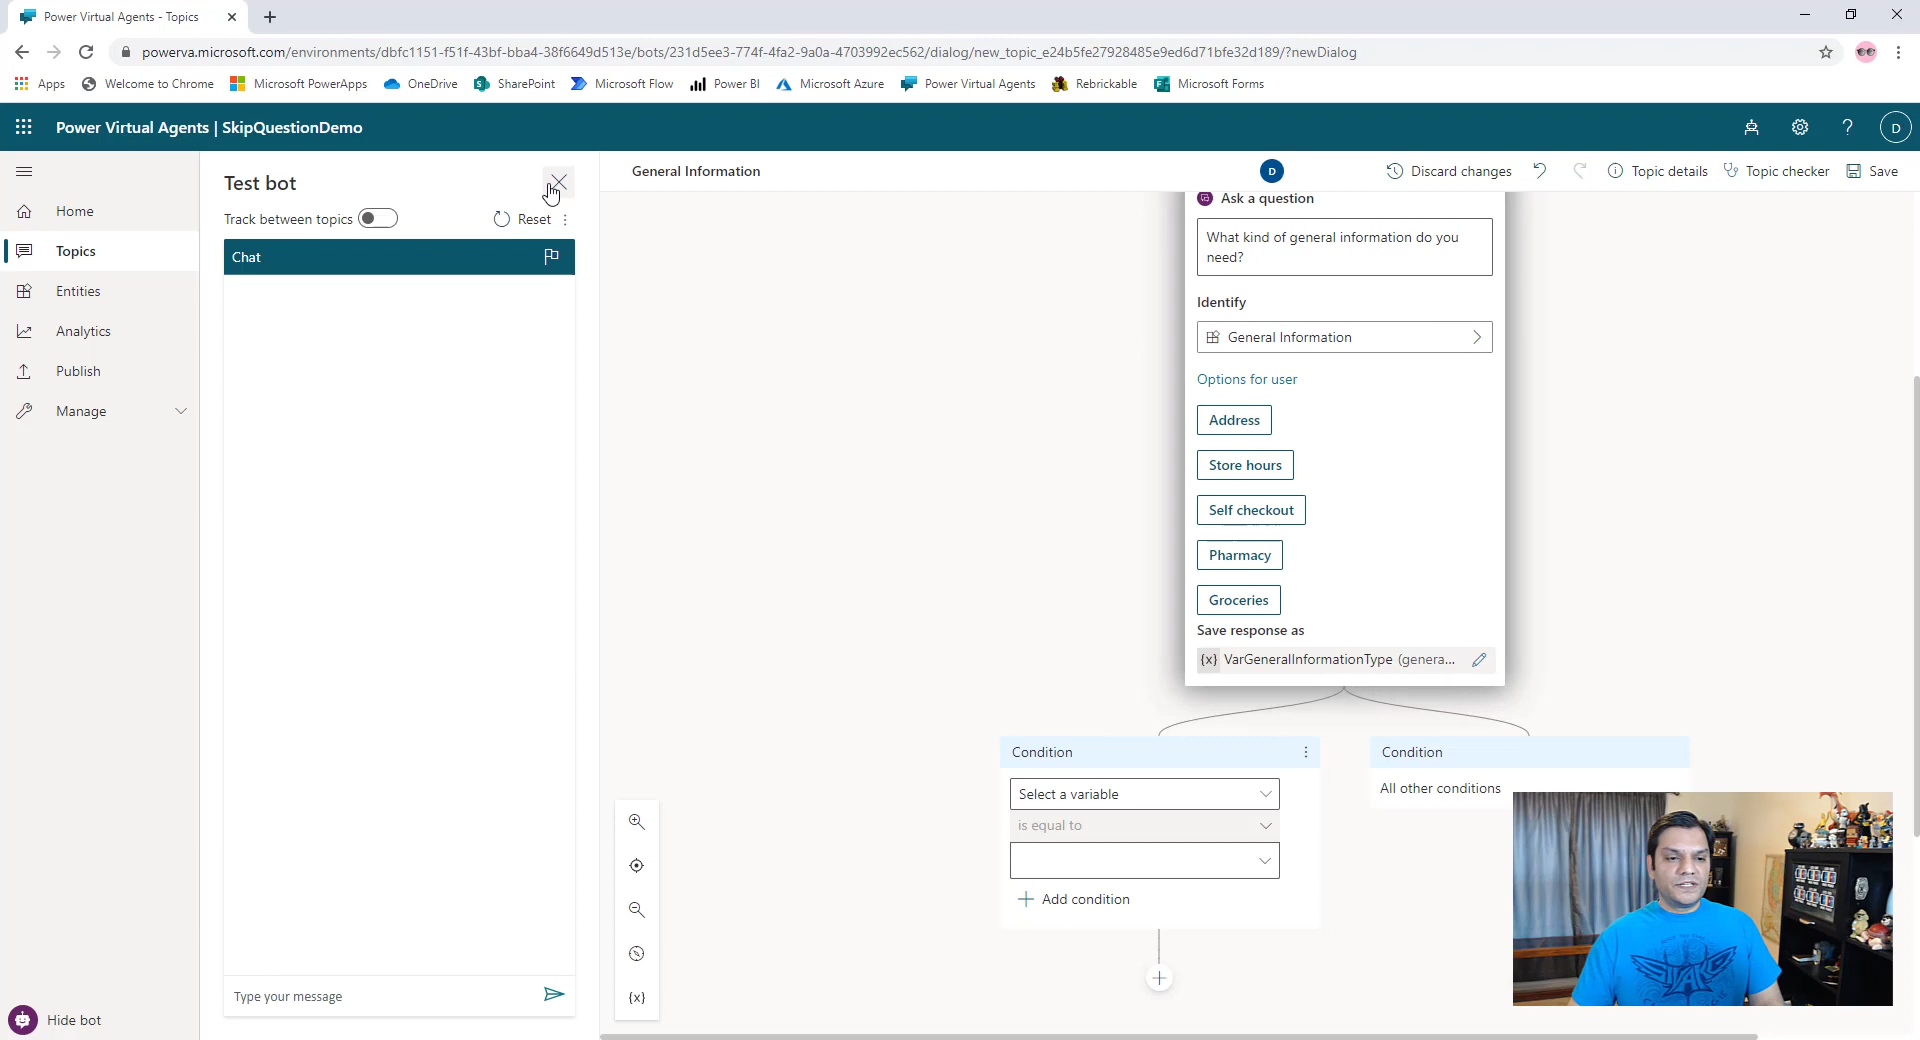 Power Virtual Agents - Topics
powerva.microsoft.com/environments/dbfc1151-f51f-43bf-bba4-38f6649d513e/bots/231d5ee3-774f-4fa2-9a0a-4703992ec562/dialog/new_topic_e24b5fe27928485e9ed6d71bfe32d189/?newDialog
Apps Welcome to Chrome Microsoft PowerApps OneDrive SharePoint Microsoft Flow Power BI Microsoft Azure Power Virtual Agents Rebrickable Microsoft Forms
Power Virtual Agents | SkipQuestionDemo
D
Home
Topics
Entities
Analytics
Publish
Manage
Hide bot
Test bot
Track between topics
Reset
Chat
Type your message
General Information
D
Discard changes
Topic details
Topic checker
Save
Ask a question
What kind of general information do you
need?
Identify
General Information
Options for user
Address
Store hours
Self checkout
Pharmacy
Groceries
Save response as
{x} VarGeneralInformationType (genera...
Condition
Select a variable
is equal to
Add condition
Condition
All other conditions
{x}